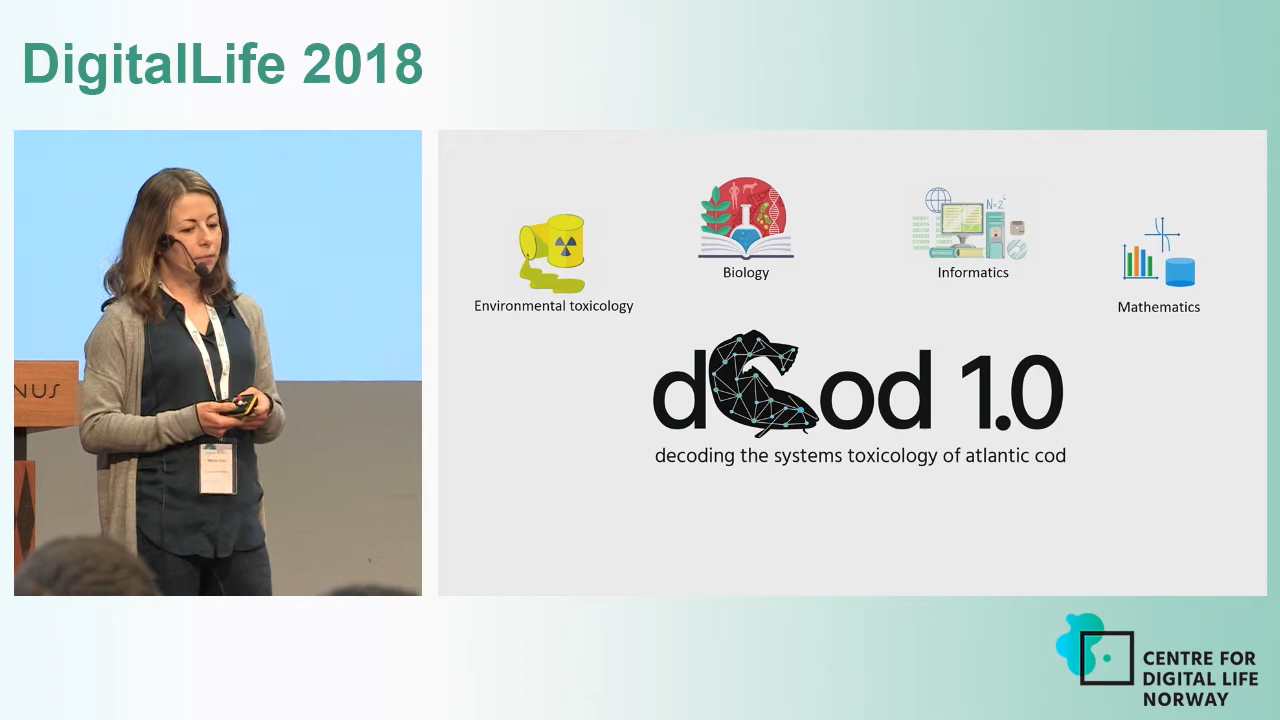 DigitalLife 2018
NUS
Environmental toxicology
Biology
N=2
Informatics
Mathematics
dCod 1.0
decoding the systems toxicology of atlantic cod
CENTRE FOR
DIGITAL LIFE
NORWAY